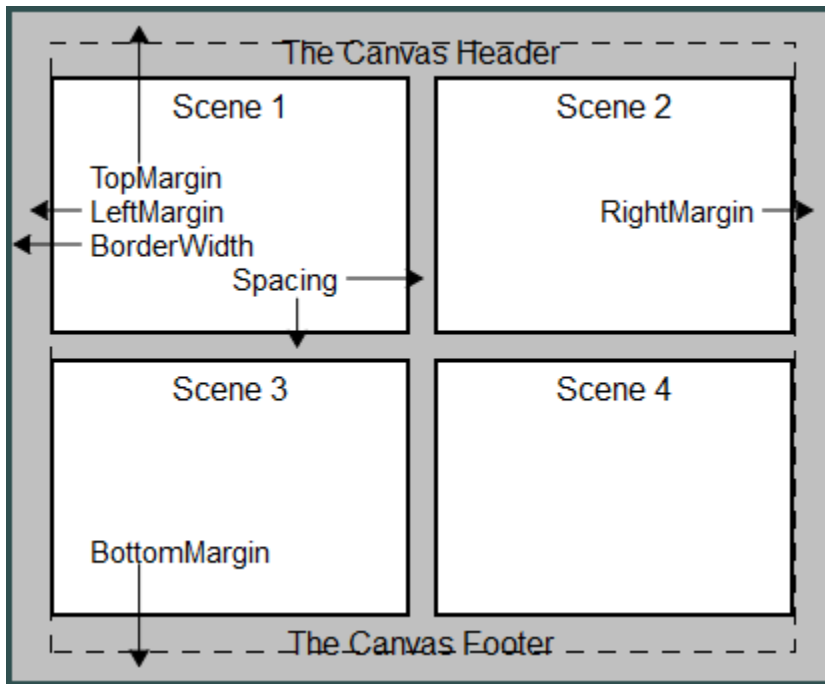 The Canvas Header
Scene 1
Scene 2
TopMargin
LeftMargin
RightMargin
BorderWidth
Spacing
Scene 3
Scene 4
BottomMargin
The Canvas Footer